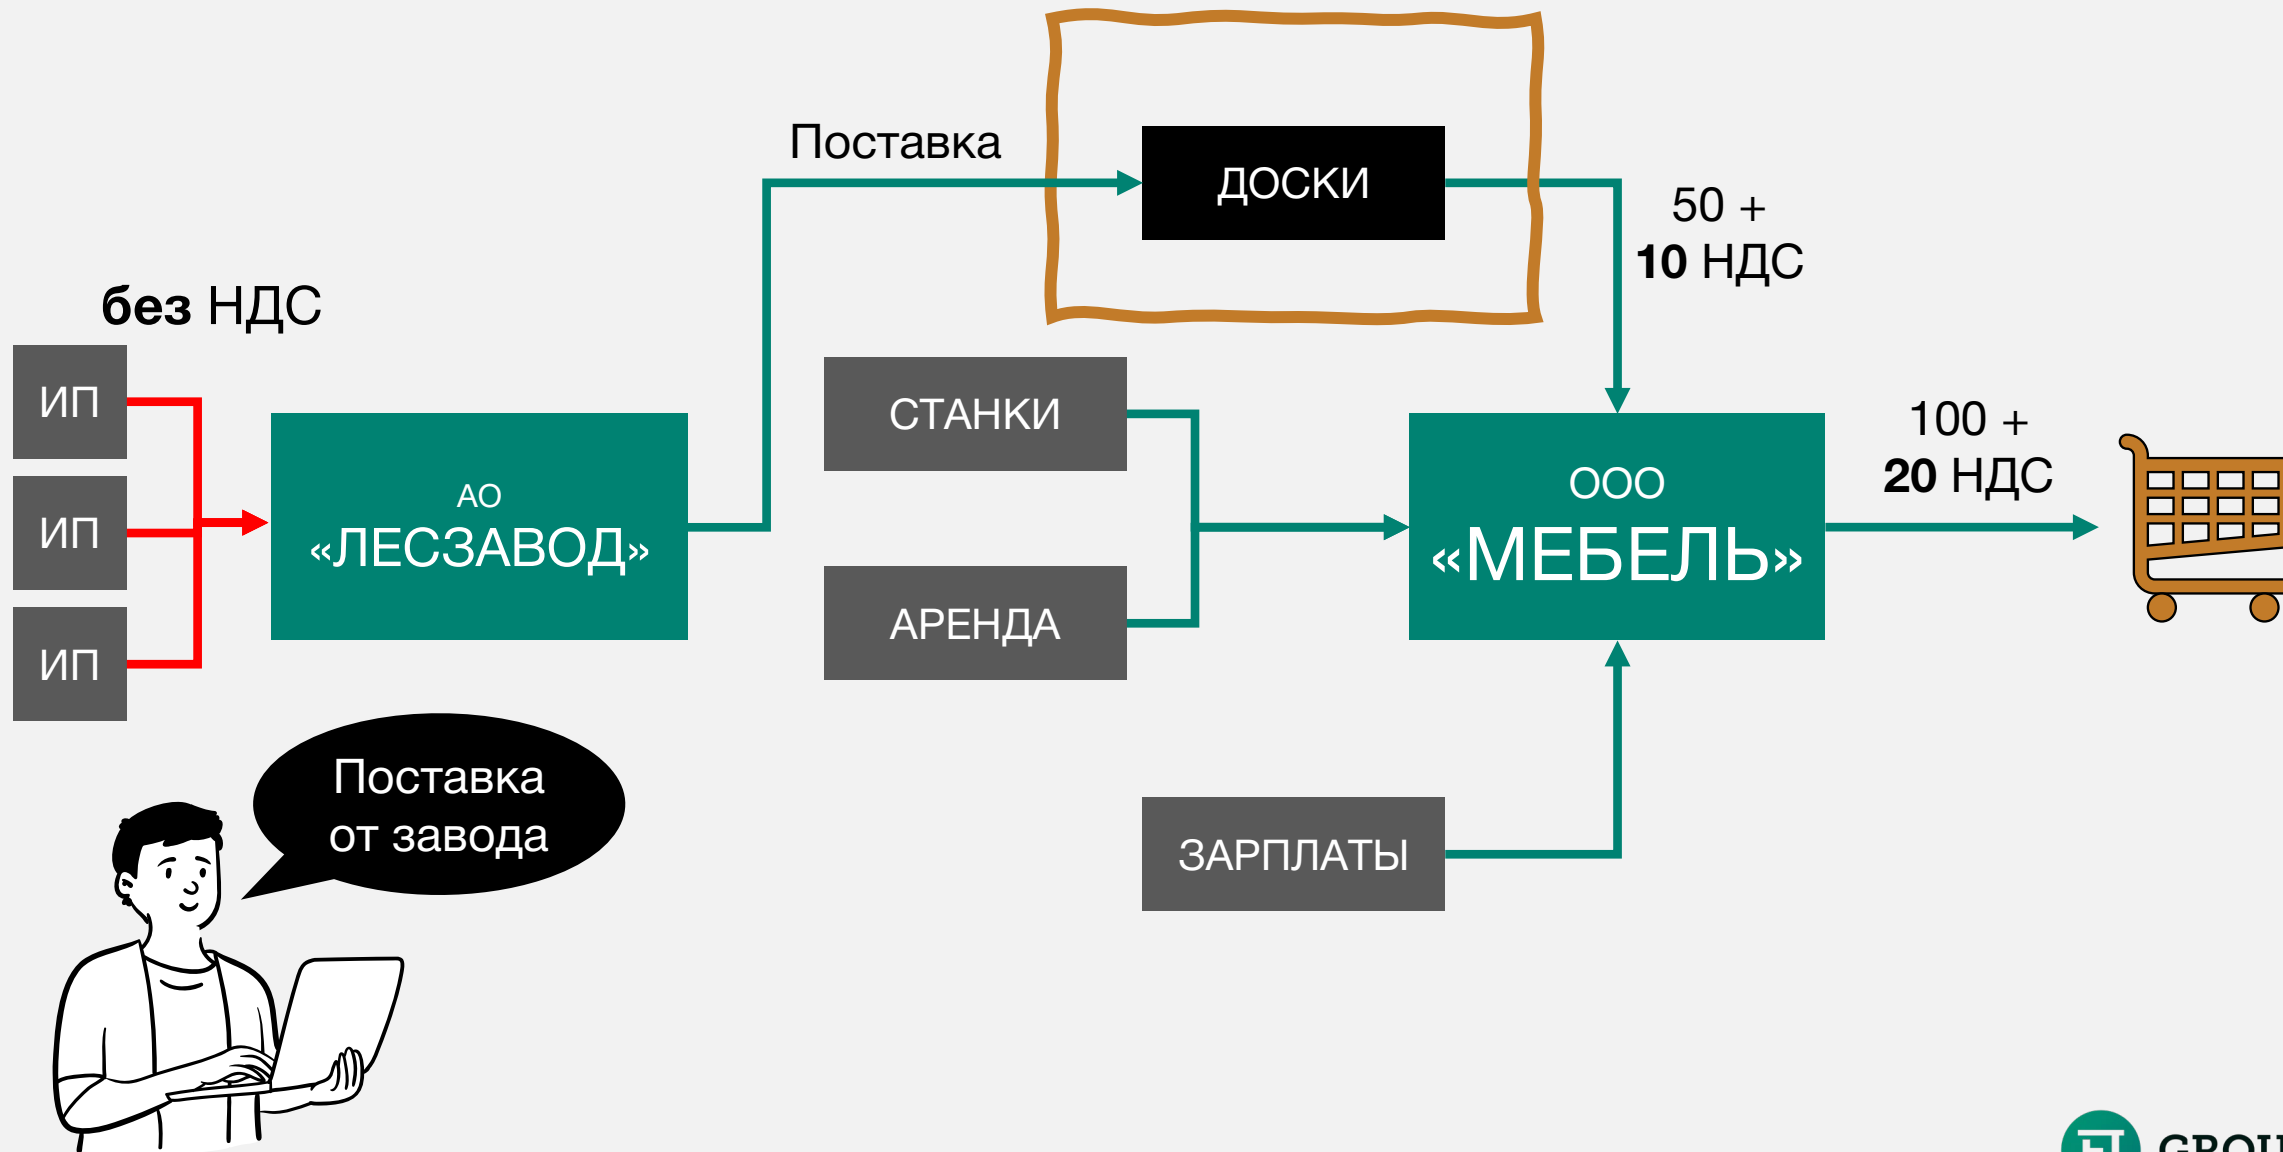 Поставка
ДОСКИ
50 +
10 НДС
без НДС
ИП
ИП
ИП
АО
«ЛЕСЗАВОД»
СТАНКИ
АРЕНДА
ООО
«МЕБЕЛЬ»
100 +
20 НДС
Поставка
от завода
ЗАРПЛАТЫ